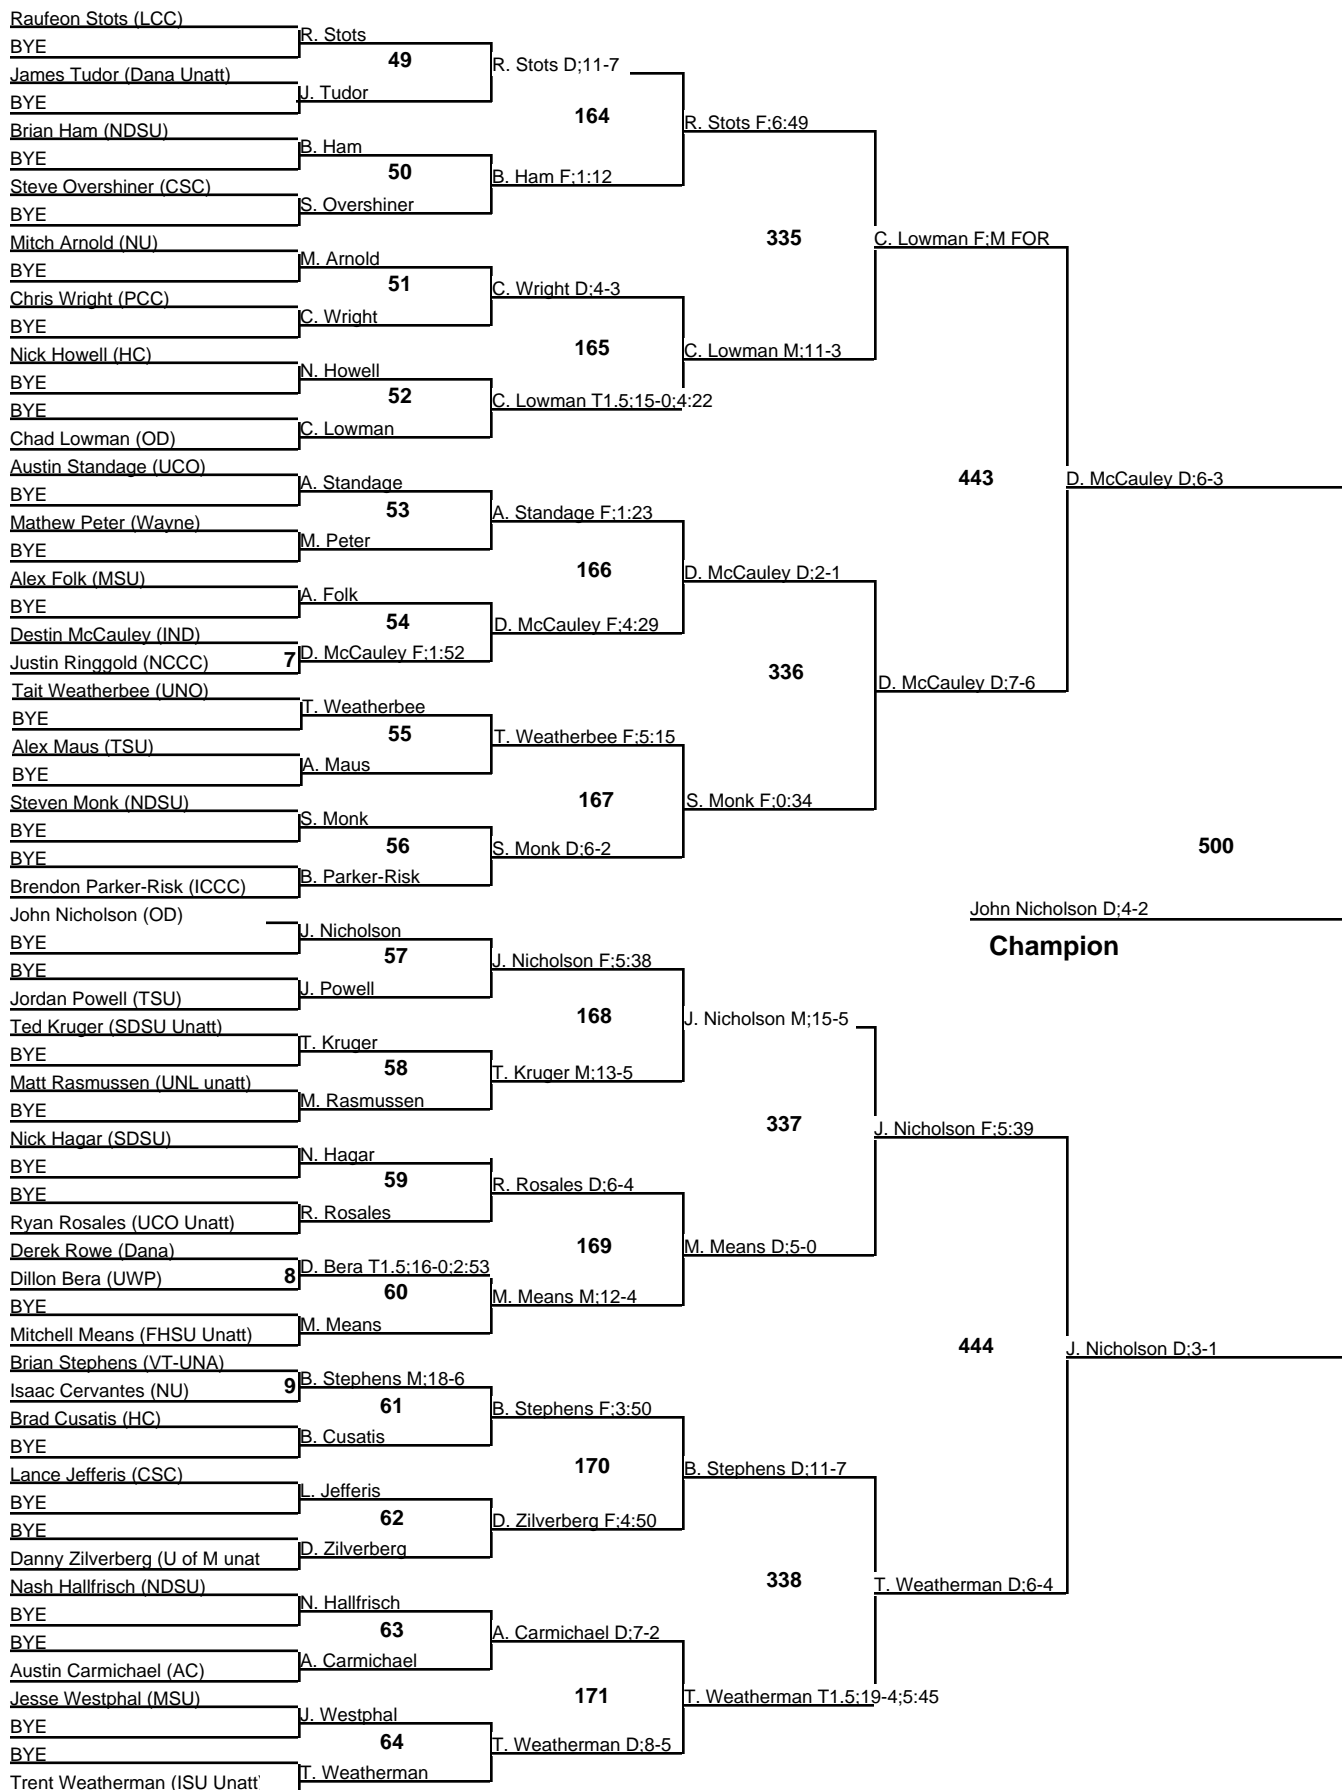 Raufeon Stots (LCC)
BYE
James Tudor (Dana Unatt)
BYE
Brian Ham (NDSU)
BYE
Steve Overshiner (CSC)
BYE
Mitch Arnold (NU)
BYE
Chris Wright (PCC)
BYE
Nick Howell (HC)
BYE
BYE
Chad Lowman (OD)
Austin Standage (UCO)
BYE
Mathew Peter (Wayne)
BYE
Alex Folk (MSU)
BYE
Destin McCauley (IND)
Justin Ringgold (NCCC)
7
Tait Weatherbee (UNO)
BYE
Alex Maus (TSU)
BYE
Steven Monk (NDSU)
BYE
BYE
Brendon Parker-Risk (ICCC)
John Nicholson (OD)
BYE
BYE
Jordan Powell (TSU)
Ted Kruger (SDSU Unatt)
BYE
Matt Rasmussen (UNL unatt)
BYE
Nick Hagar (SDSU)
BYE
BYE
Ryan Rosales (UCO Unatt)
Derek Rowe (Dana)
Dillon Bera (UWP)
8
BYE
Mitchell Means (FHSU Unatt)
Brian Stephens (VT-UNA)
Isaac Cervantes (NU)
9
Brad Cusatis (HC)
BYE
Lance Jefferis (CSC)
BYE
BYE
Danny Zilverberg (U of M unat
Nash Hallfrisch (NDSU)
BYE
BYE
Austin Carmichael (AC)
Jesse Westphal (MSU)
BYE
BYE
Trent Weatherman (ISU Unatt)
R. Stots
49
J. Tudor
B. Ham
50
S. Overshiner
M. Arnold
51
C. Wright
N. Howell
52
C. Lowman
A. Standage
53
M. Peter
A. Folk
54
D. McCauley F;1:52
T. Weatherbee
55
A. Maus
S. Monk
56
B. Parker-Risk
J. Nicholson
57
J. Powell
T. Kruger
58
M. Rasmussen
N. Hagar
59
R. Rosales
D. Bera T1.5;16-0;2:53
60
M. Means
B. Stephens M;18-6
61
B. Cusatis
L. Jefferis
62
D. Zilverberg
N. Hallfrisch
63
A. Carmichael
J. Westphal
64
T. Weatherman
R. Stots D;11-7
164
B. Ham F;1:12
C. Wright D;4-3
165
C. Lowman T1.5;15-0;4:22
A. Standage F;1:23
166
D. McCauley F;4:29
T. Weatherbee F;5:15
167
S. Monk D;6-2
J. Nicholson F;5:38
168
T. Kruger M;13-5
R. Rosales D;6-4
169
M. Means M;12-4
B. Stephens F;3:50
170
D. Zilverberg F;4:50
A. Carmichael D;7-2
171
T. Weatherman D;8-5
R. Stots F;6:49
335
C. Lowman M;11-3
D. McCauley D;2-1
336
S. Monk F;0:34
J. Nicholson M;15-5
337
M. Means D;5-0
B. Stephens D;11-7
338
T. Weatherman T1.5;19-4;5:45
C. Lowman F;M FOR
443
D. McCauley D;7-6
J. Nicholson F;5:39
444
T. Weatherman D;6-4
D. McCauley D;6-3
500
J. Nicholson D;3-1
John Nicholson D;4-2
Champion